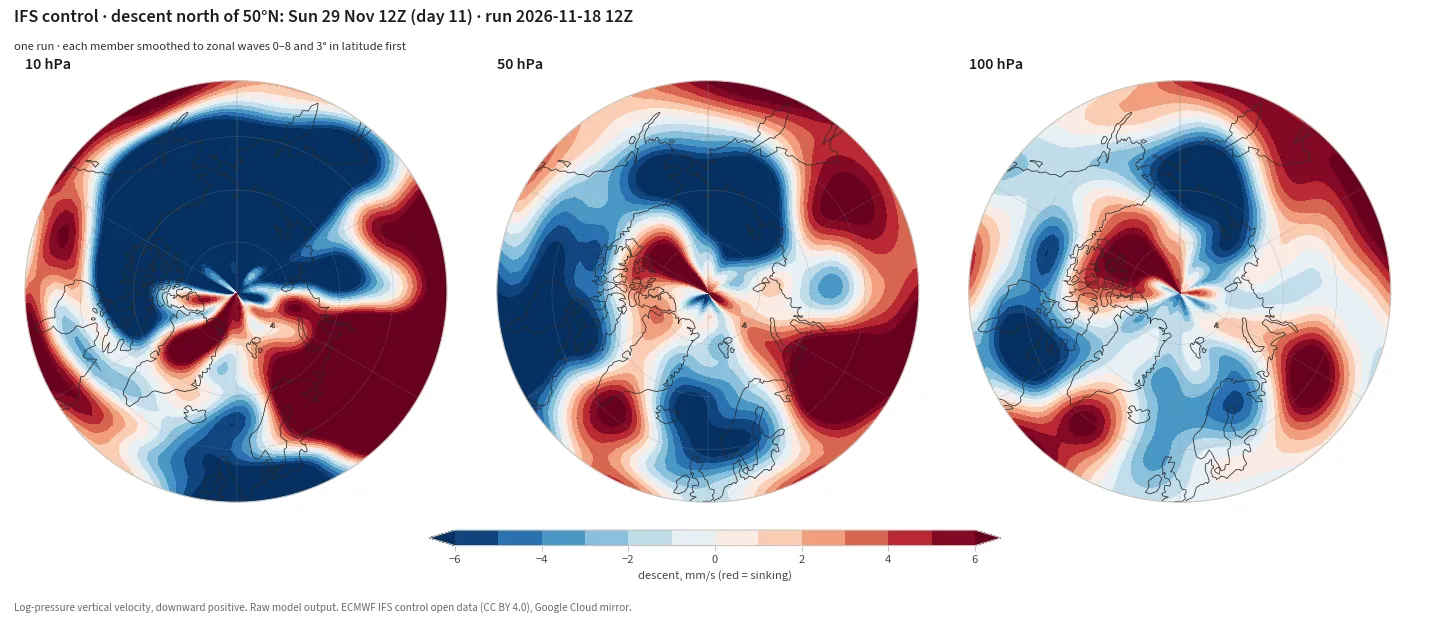 IFS control · descent north of 50°N: Sun 29 Nov 12Z (day 11) · run 2026-11-18 12Z
one run · each member smoothed to zonal waves 0–8 and 3° in latitude first
10 hPa
50 hPa
100 hPa
−6 −4 −2 0 2 4 6
descent, mm/s (red = sinking)
Log-pressure vertical velocity, downward positive. Raw model output. ECMWF IFS control open data (CC BY 4.0), Google Cloud mirror.